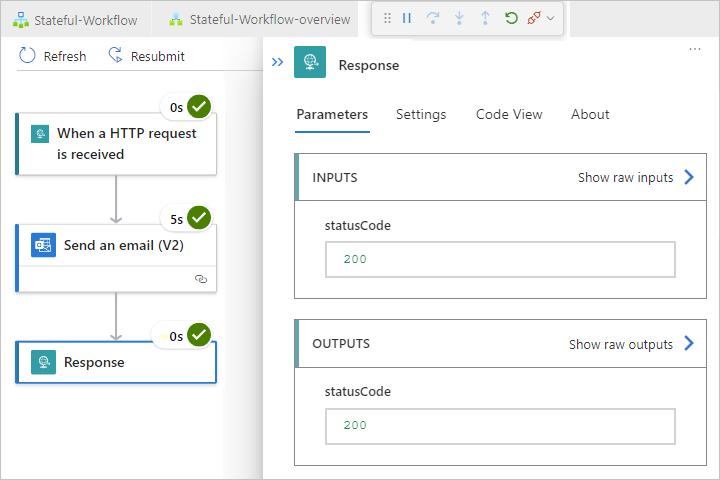 Stateful-Workflow
Stateful-Workflow-overview
Refresh
Resubmit
0s
When a HTTP request
is received
5s
Send an email (V2)
0s
Response
Response
Parameters
Settings
Code View
About
INPUTS
Show raw inputs
statusCode
200
OUTPUTS
Show raw outputs
statusCode
200